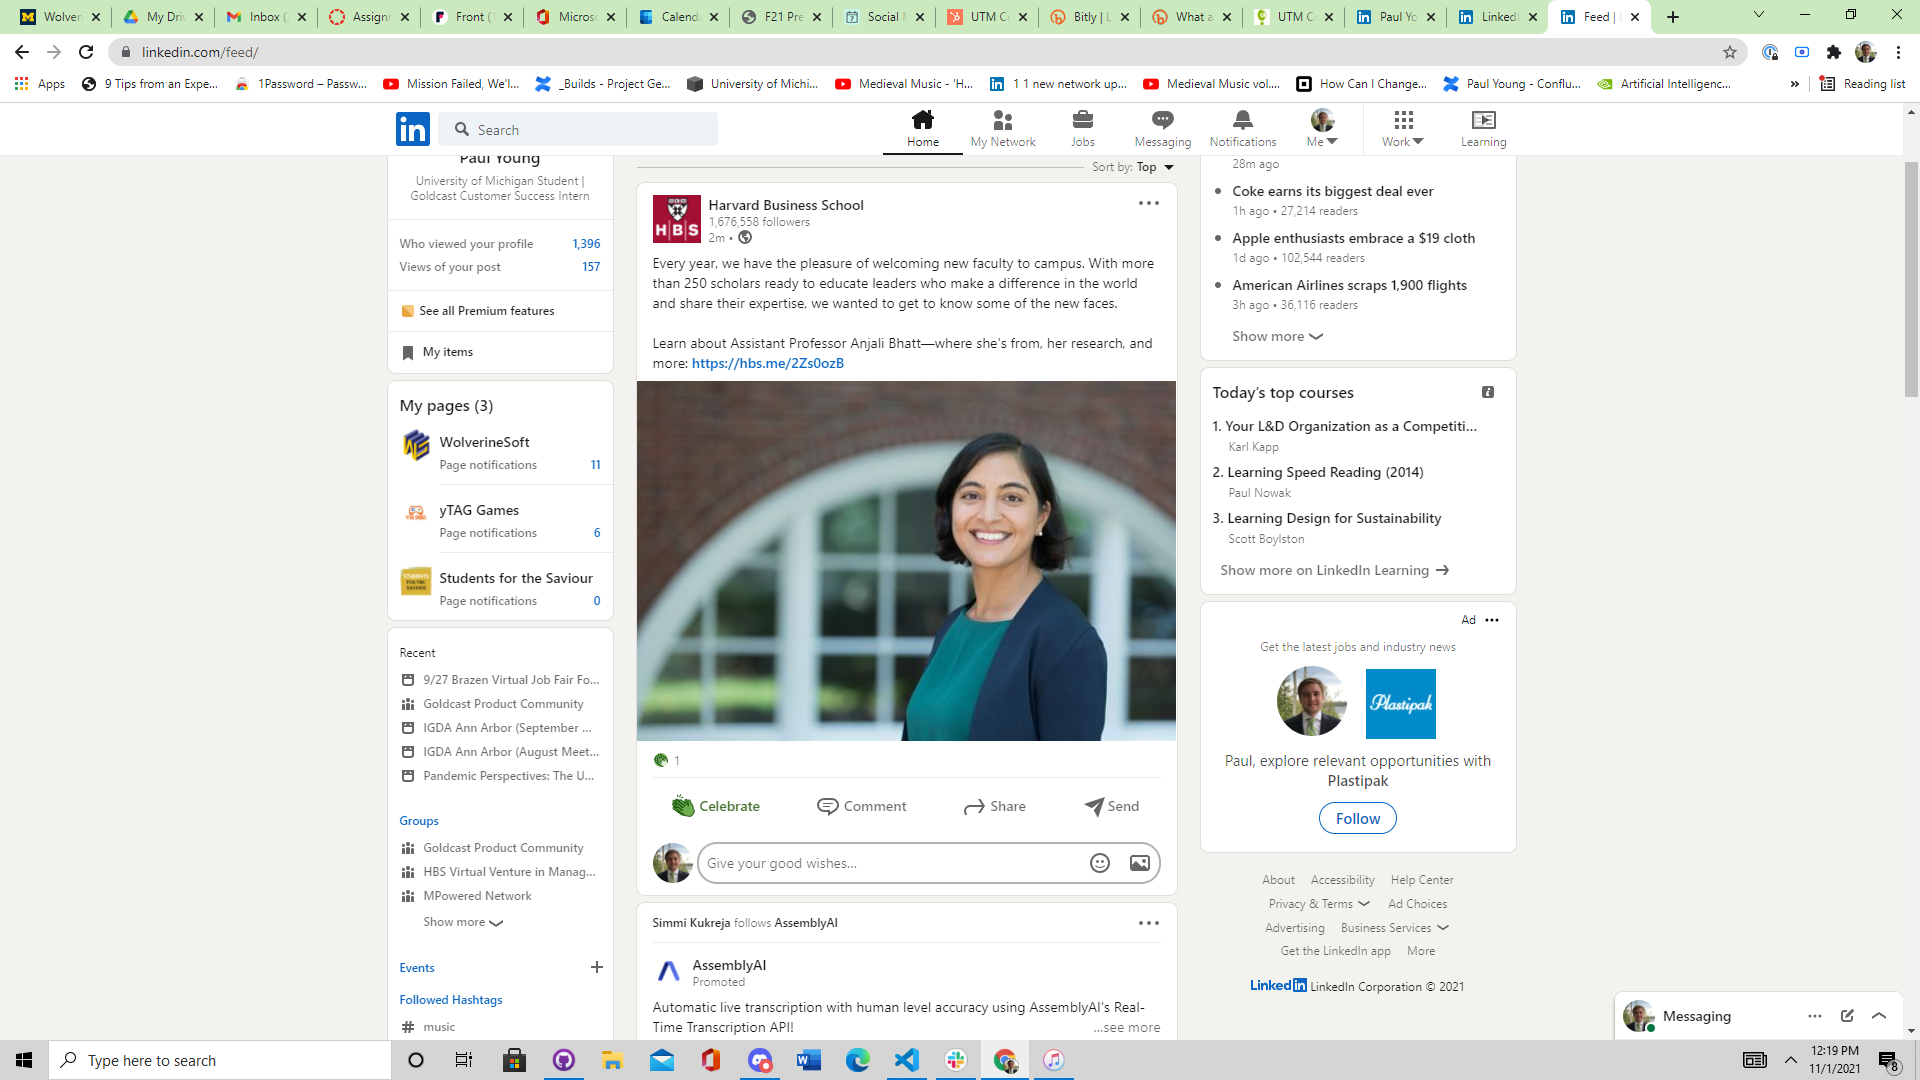 Wolver
My Driv
Inbox (
Assignm
Front (
Microso
Calenda
F21 Pre
Social M
UTM Co
Bitly | L
What a
UTM Co
Paul Yo
LinkedI
Feed |
linkedin.com/feed/
Apps
9 Tips from an Expe...
1Password – Passw...
Mission Failed, We'l...
_Builds - Project Ge...
University of Michi...
Medieval Music - 'H...
1 1 new network up...
Medieval Music vol....
How Can I Change...
Paul Young - Conflu...
Artificial Intelligenc...
»
Reading list
in
Search
Home
My Network
Jobs
Messaging
Notifications
Me
Work
Learning
Paul Young
University of Michigan Student |
Goldcast Customer Success Intern
Who viewed your profile 1,396
Views of your post 157
See all Premium features
My items
My pages (3)
WolverineSoft
Page notifications 11
yTAG Games
Page notifications 6
STUDENTS
FOR THE
SAVIOUR
Students for the Saviour
Page notifications 0
Recent
9/27 Brazen Virtual Job Fair Fo...
Goldcast Product Community
IGDA Ann Arbor (September ...
IGDA Ann Arbor (August Meet...
Pandemic Perspectives: The U...
Groups
Goldcast Product Community
HBS Virtual Venture in Manag...
MPowered Network
Show more
Events +
Followed Hashtags
# music
Sort by: Top
H|B|S
Harvard Business School
1,676,558 followers
2m •
Every year, we have the pleasure of welcoming new faculty to campus. With more
than 250 scholars ready to educate leaders who make a difference in the world
and share their expertise, we wanted to get to know some of the new faces.
Learn about Assistant Professor Anjali Bhatt—where she's from, her research, and
more: https://hbs.me/2Zs0ozB
1
Celebrate
Comment
Share
Send
Give your good wishes...
Simmi Kukreja follows AssemblyAI
AssemblyAI
Promoted
Automatic live transcription with human level accuracy using AssemblyAI's Real-
Time Transcription API! ...see more
28m ago
Coke earns its biggest deal ever
1h ago • 27,214 readers
Apple enthusiasts embrace a $19 cloth
1d ago • 102,544 readers
American Airlines scraps 1,900 flights
3h ago • 36,116 readers
Show more
Today's top courses
1. Your L&D Organization as a Competiti...
Karl Kapp
2. Learning Speed Reading (2014)
Paul Nowak
3. Learning Design for Sustainability
Scott Boylston
Show more on LinkedIn Learning
Ad
Get the latest jobs and industry news
Plastipak
Paul, explore relevant opportunities with
Plastipak
Follow
About Accessibility Help Center
Privacy & Terms Ad Choices
Advertising Business Services
Get the LinkedIn app More
LinkedIn LinkedIn Corporation © 2021
Messaging
Type here to search
12:19 PM
11/1/2021
8